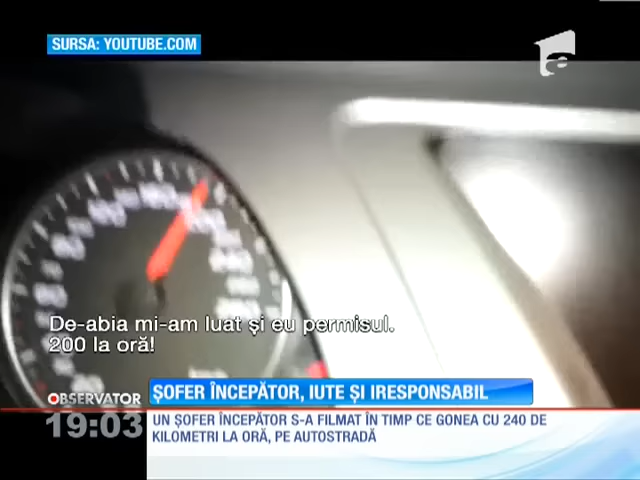 SURSA: YOUTUBE.COM
a
De-abia mi-am luat și eu permisul.
200 la oră!
OBSERVATOR
ȘOFER ÎNCEPĂTOR, IUTE ȘI IRESPONSABIL
19:03
UN ȘOFER ÎNCEPĂTOR S-A FILMAT ÎN TIMP CE GONEA CU 240 DE
KILOMETRI LA ORĂ, PE AUTOSTRADĂ